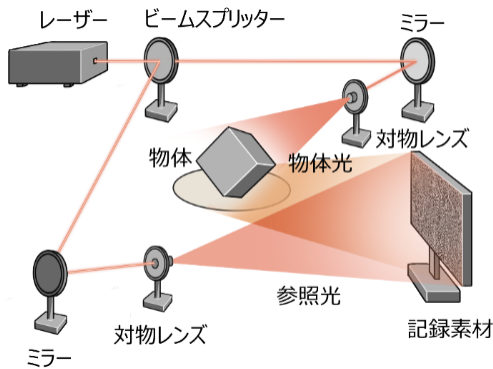 レーザー
ビームスプリッター
ミラー
対物レンズ
物体
物体光
参照光
記録素材
対物レンズ
ミラー